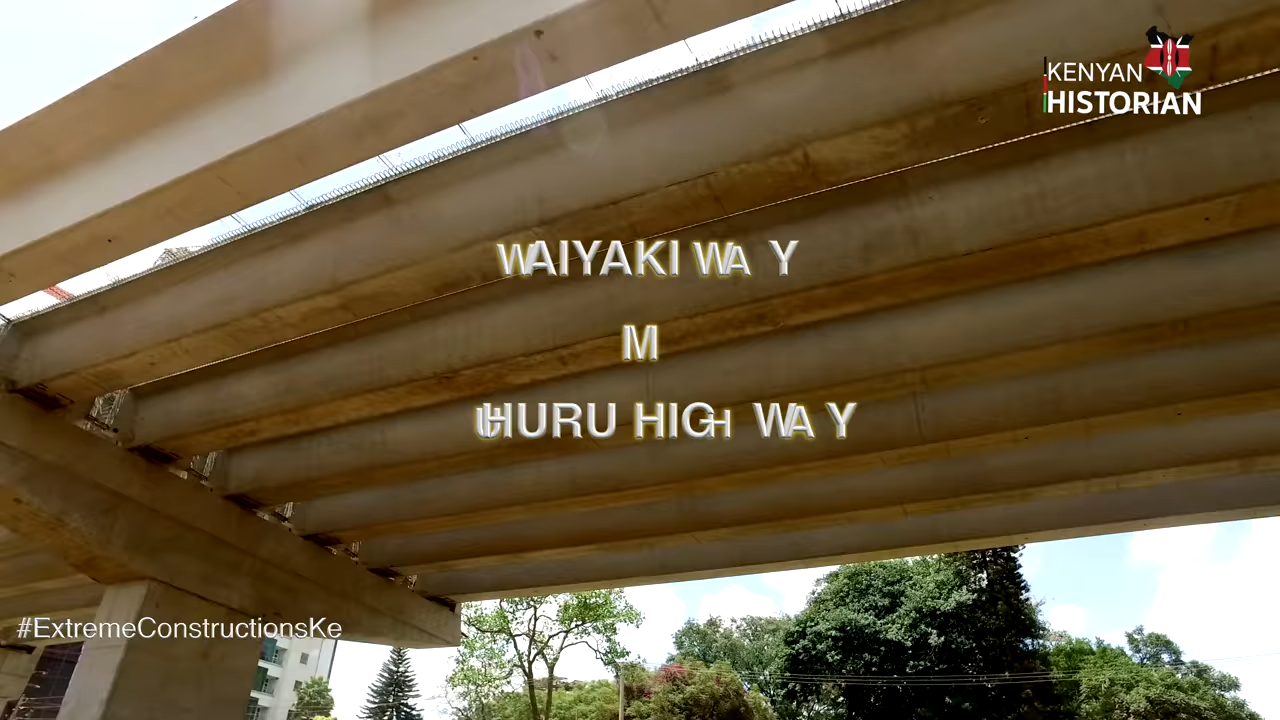 KENYAN
HISTORIAN
WAIYAKI WAY
M
UHURU HIGHWAY
#ExtremeConstructionsKe